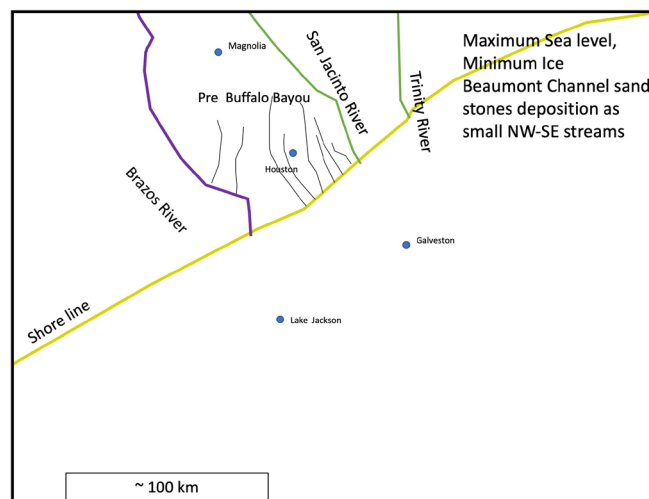 Maximum Sea level,
Minimum Ice
Beaumont Channel sand
stones deposition as
small NW-SE streams
Magnolia
San Jacinto River
Trinity River
Pre Buffalo Bayou
Houston
Brazos River
Galveston
Shore line
Lake Jackson
~ 100 km